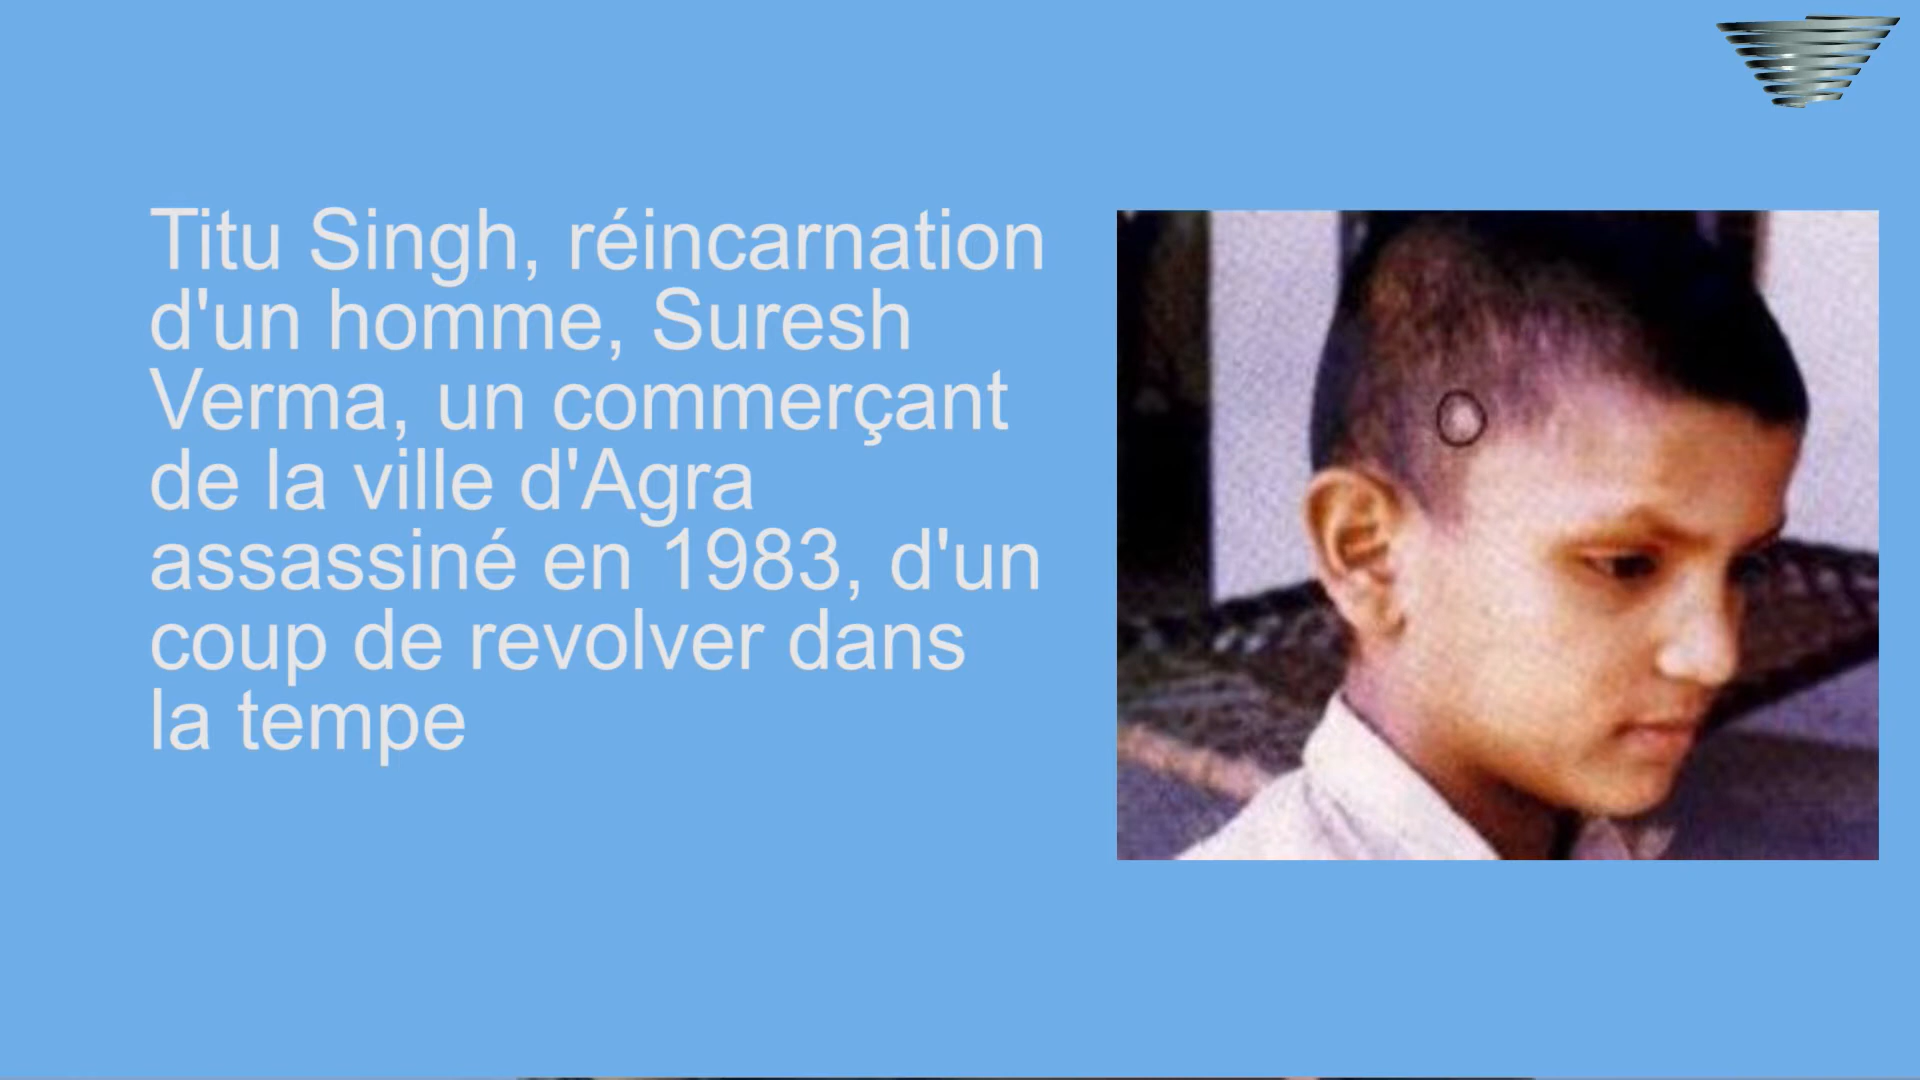 Titu Singh, réincarnation
d'un homme, Suresh
Verma, un commerçant
de la ville d'Agra
assassiné en 1983, d'un
coup de revolver dans
la tempe